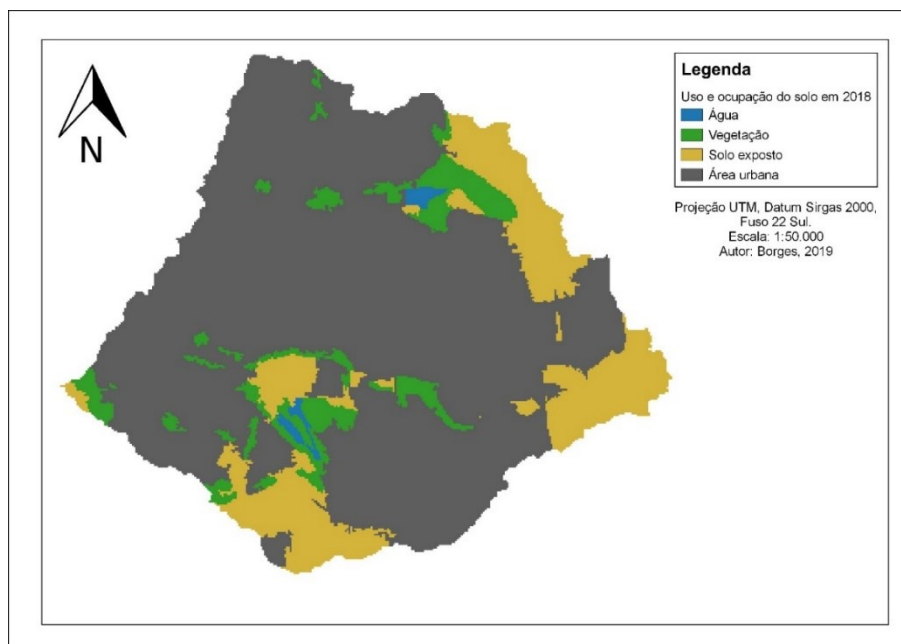 N
Legenda
Uso e ocupação do solo em 2018
Água
Vegetação
Solo exposto
Área urbana
Projeção UTM, Datum Sirgas 2000,
Fuso 22 Sul.
Escala: 1:50.000
Autor: Borges, 2019